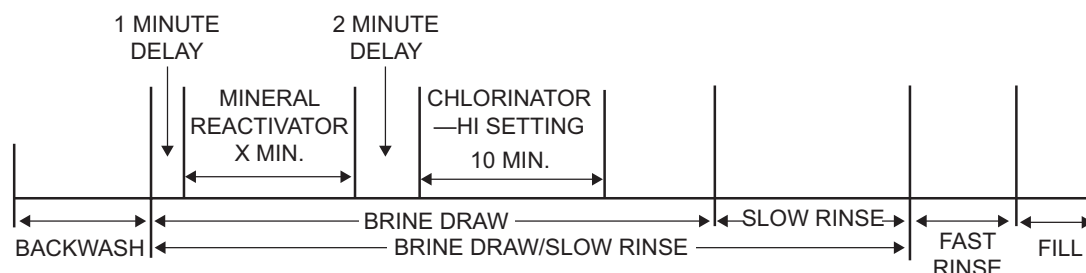 1 MINUTE
DELAY
2 MINUTE
DELAY
MINERAL
REACTIVATOR
X MIN.
CHLORINATOR
—HI SETTING
10 MIN.
BRINE DRAW
SLOW RINSE
BACKWASH
BRINE DRAW/SLOW RINSE
FAST
RINSE
FILL